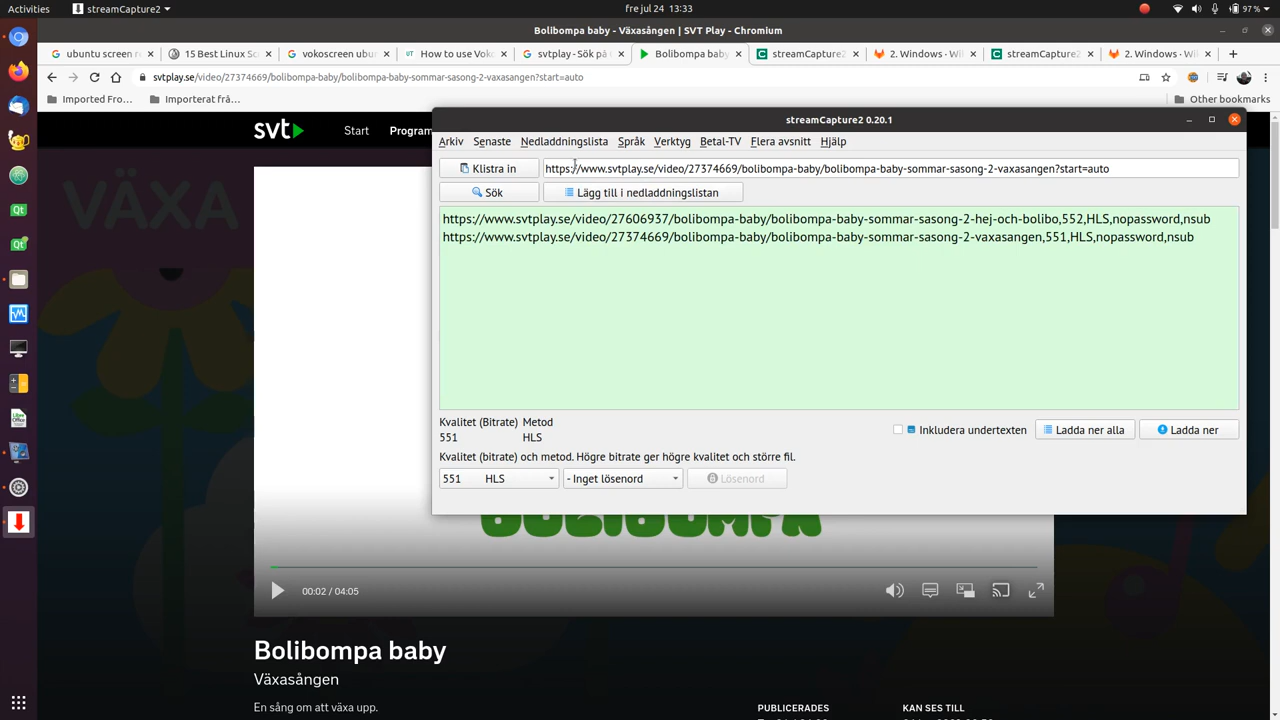 Activities
streamCapture2
fre jul 24 13:33
97 %
Bolibompa baby - Växasången | SVT Play - Chromium
ubuntu screen r
15 Best Linux Sc
vokoscreen ubun
How to use Voko
svtplay - Sök på G
Bolibompa baby
streamCapture2
2. Windows · Wik
streamCapture2
2. Windows · Wik
svtplay.se/video/27374669/bolibompa-baby/bolibompa-baby-sommar-sasong-2-vaxasangen?start=auto
Imported Fro...
Importerat frå...
Other bookmarks
svt
Start
Program
VÄXA
streamCapture2 0.20.1
Arkiv
Senaste
Nedladdningslista
Språk
Verktyg
Betal-TV
Flera avsnitt
Hjälp
Klistra in
https://www.svtplay.se/video/27374669/bolibompa-baby/bolibompa-baby-sommar-sasong-2-vaxasangen?start=auto
Sök
Lägg till i nedladdningslistan
https://www.svtplay.se/video/27606937/bolibompa-baby/bolibompa-baby-sommar-sasong-2-hej-och-bolibo,552,HLS,nopassword,nsub
https://www.svtplay.se/video/27374669/bolibompa-baby/bolibompa-baby-sommar-sasong-2-vaxasangen,551,HLS,nopassword,nsub
Kvalitet (Bitrate)
Metod
551
HLS
Inkludera undertexten
Ladda ner alla
Ladda ner
Kvalitet (bitrate) och metod. Högre bitrate ger högre kvalitet och större fil.
551 HLS
- Inget lösenord
Lösenord
BOLIBOMPA
00:02 / 04:05
Bolibompa baby
Växasången
En sång om att växa upp.
PUBLICERADES
KAN SES TILL